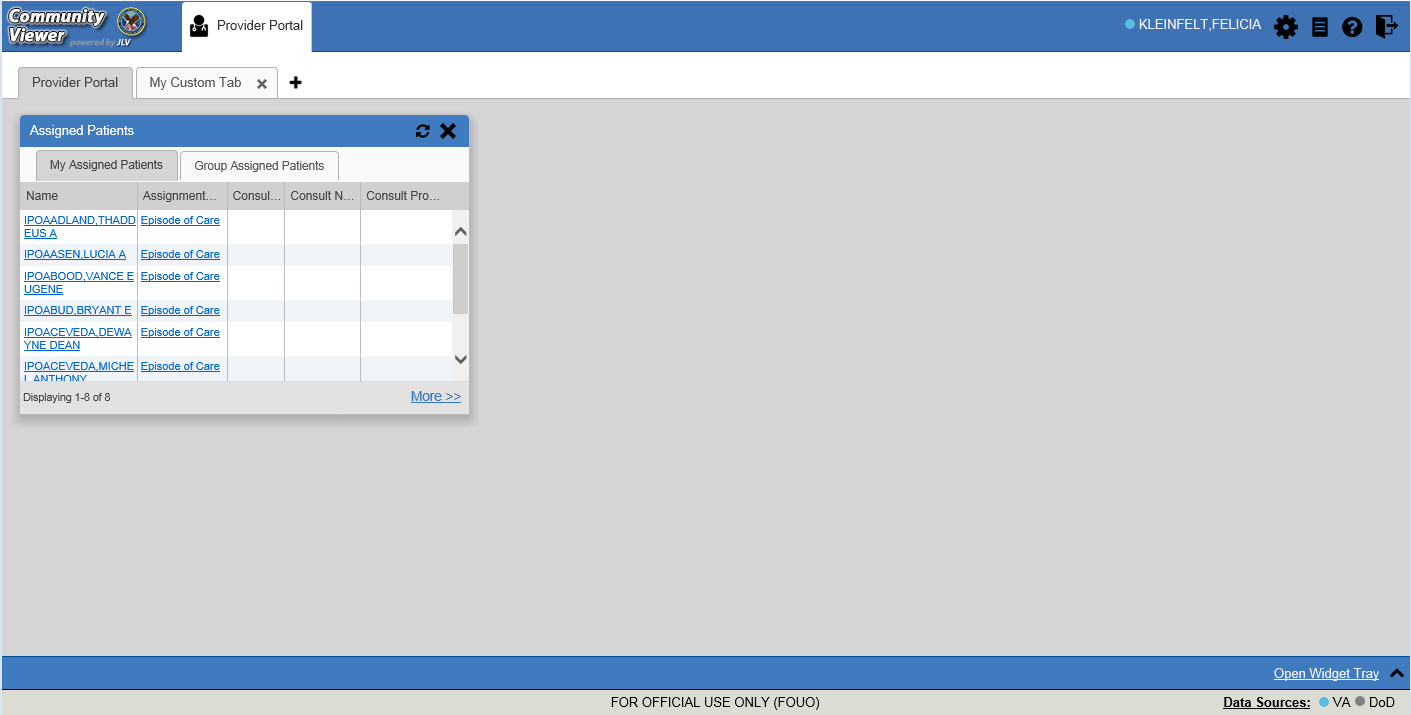 Community
Viewer
powered by JLV
Provider Portal
KLEINFELT,FELICIA
Provider Portal
My Custom Tab
Assigned Patients
My Assigned Patients
Group Assigned Patients
Name Assignment... Consul... Consult N... Consult Pro...
IPOAADLAND,THADD Episode of Care
EUS A
IPOAASEN,LUCIA A Episode of Care
IPOABOOD,VANCE E Episode of Care
UGENE
IPOABUD,BRYANT E Episode of Care
IPOACEVEDA,DEWA Episode of Care
YNE DEAN
IPOACEVEDA,MICHE Episode of Care
L ANTHONY
Displaying 1-8 of 8
More >>
Open Widget Tray
FOR OFFICIAL USE ONLY (FOUO)
Data Sources: VA DoD